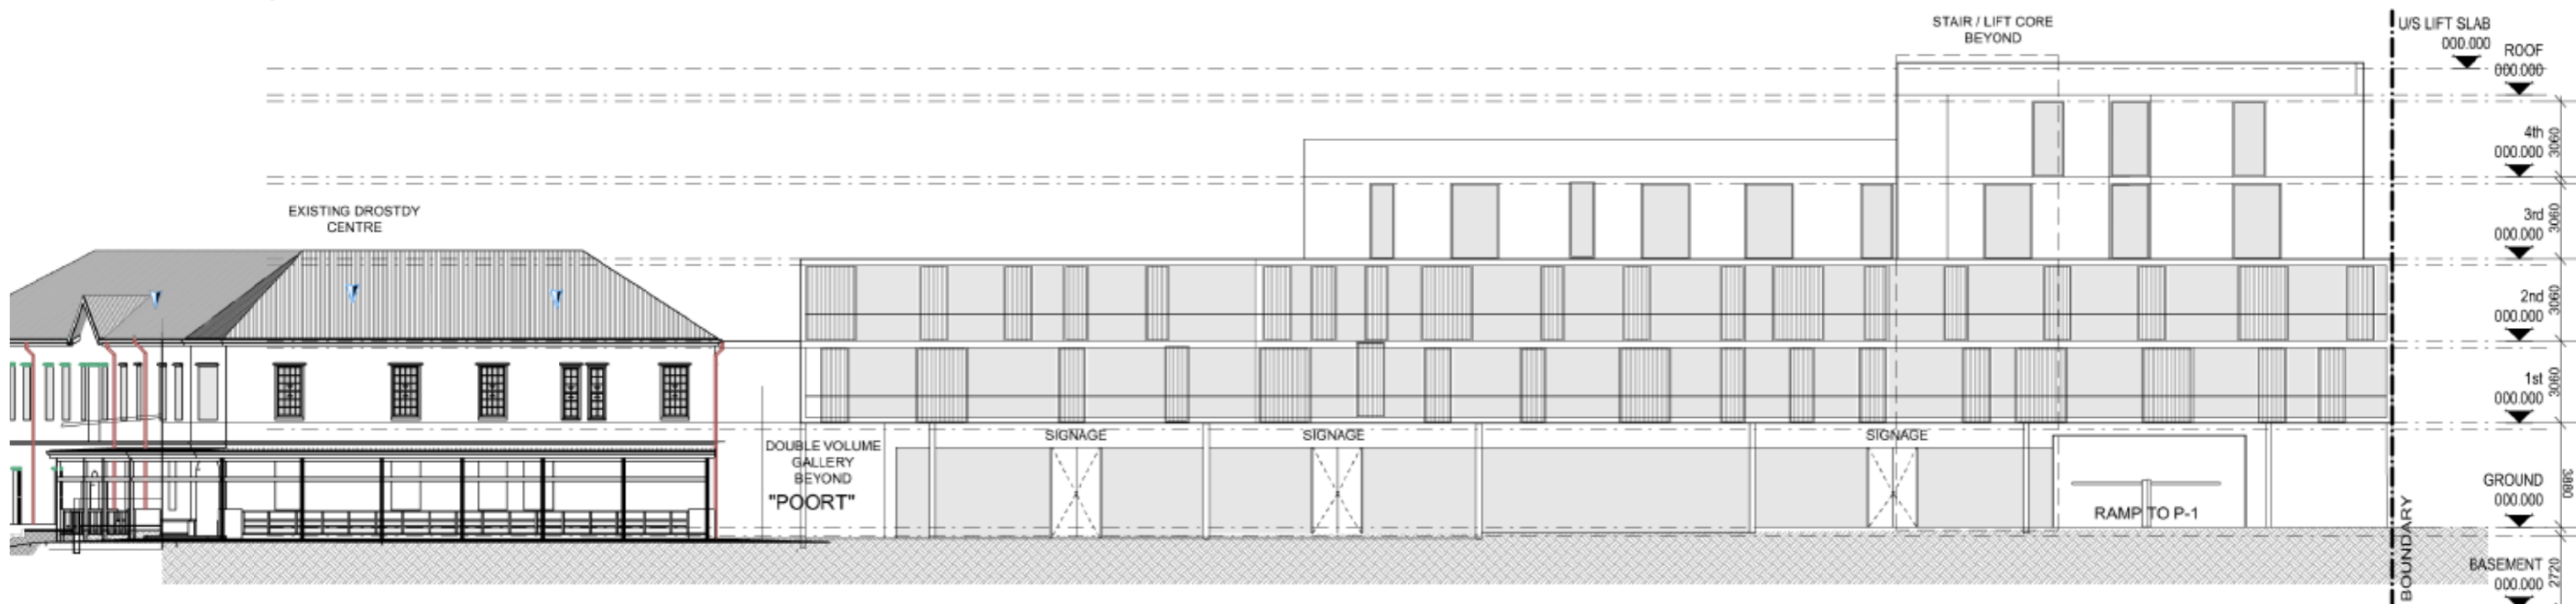 STAIR / LIFT CORE
BEYOND
U/S LIFT SLAB
000.000
ROOF
000.000
4th
000.000
3060
EXISTING DROSTDY
CENTRE
3rd
000.000
3060
2nd
000.000
3060
1st
000.000
3060
DOUBLE VOLUME
GALLERY
BEYOND
"POORT"
SIGNAGE
SIGNAGE
SIGNAGE
RAMP TO P-1
GROUND
000.000
3880
BOUNDARY
BASEMENT
000.000
2720